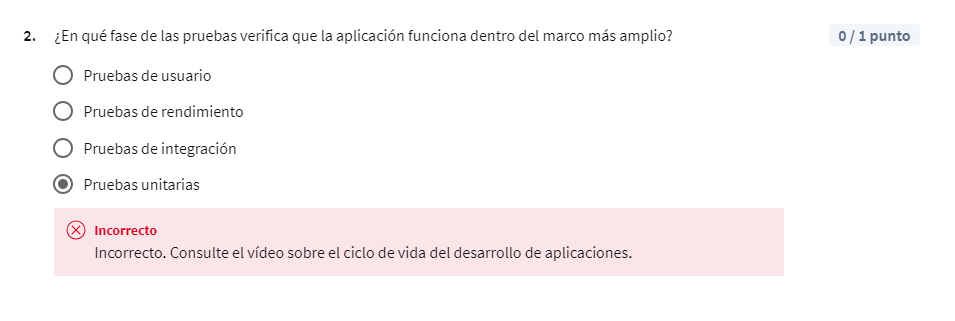 2. ¿En qué fase de las pruebas verifica que la aplicación funciona dentro del marco más amplio? 0 / 1 punto
Pruebas de usuario
Pruebas de rendimiento
Pruebas de integración
Pruebas unitarias
Incorrecto
Incorrecto. Consulte el vídeo sobre el ciclo de vida del desarrollo de aplicaciones.